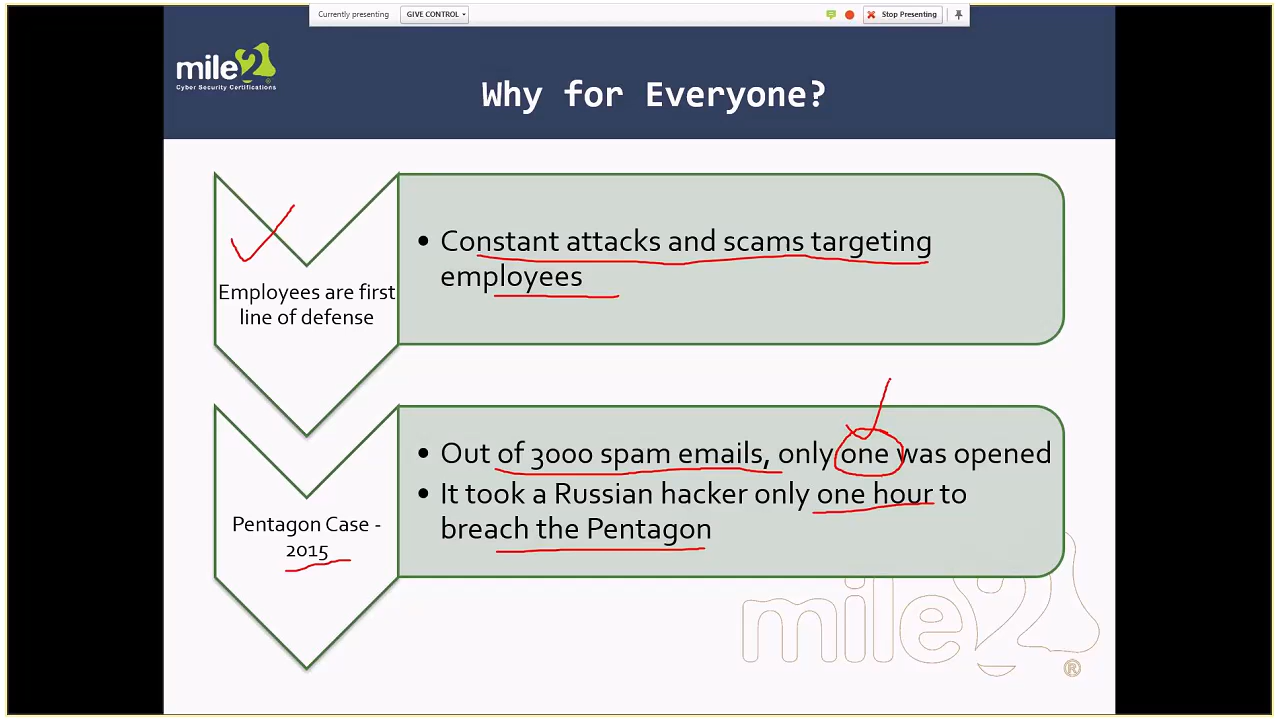 Currently presenting GIVE CONTROL Stop Presenting
mile2
Cyber Security Certifications
Why for Everyone?
Employees are first
line of defense
• Constant attacks and scams targeting
employees
Pentagon Case -
2015
• Out of 3000 spam emails, only one was opened
• It took a Russian hacker only one hour to
breach the Pentagon
mile2
®